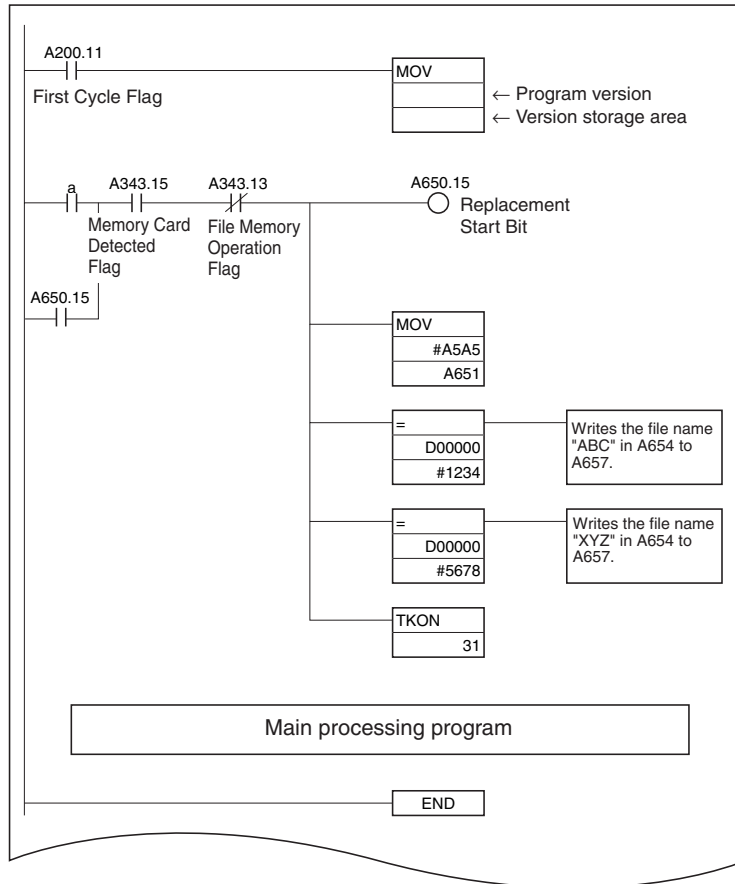 A200.11
First Cycle Flag
MOV
← Program version
← Version storage area
a
A343.15
A343.13
A650.15
Memory Card
Detected
Flag
File Memory
Operation
Flag
Replacement
Start Bit
A650.15
MOV
#A5A5
A651
=
D00000
#1234
Writes the file name
"ABC" in A654 to
A657.
=
D00000
#5678
Writes the file name
"XYZ" in A654 to
A657.
TKON
31
Main processing program
END